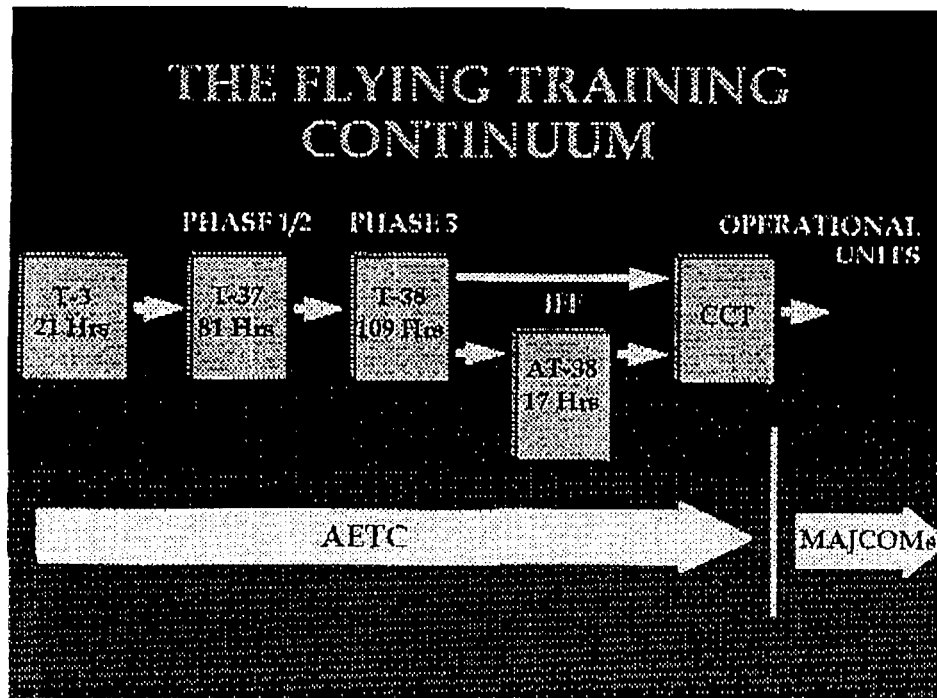 THE FLYING TRAINING
CONTINUUM
PHASE 1/2
PHASE 3
OPERATIONAL
UNITS
T-3
21 Hrs
T-37
81 Hrs
T-38
109 Hrs
IFF
AT-38
17 Hrs
CCT
AETC
MAJCOMs